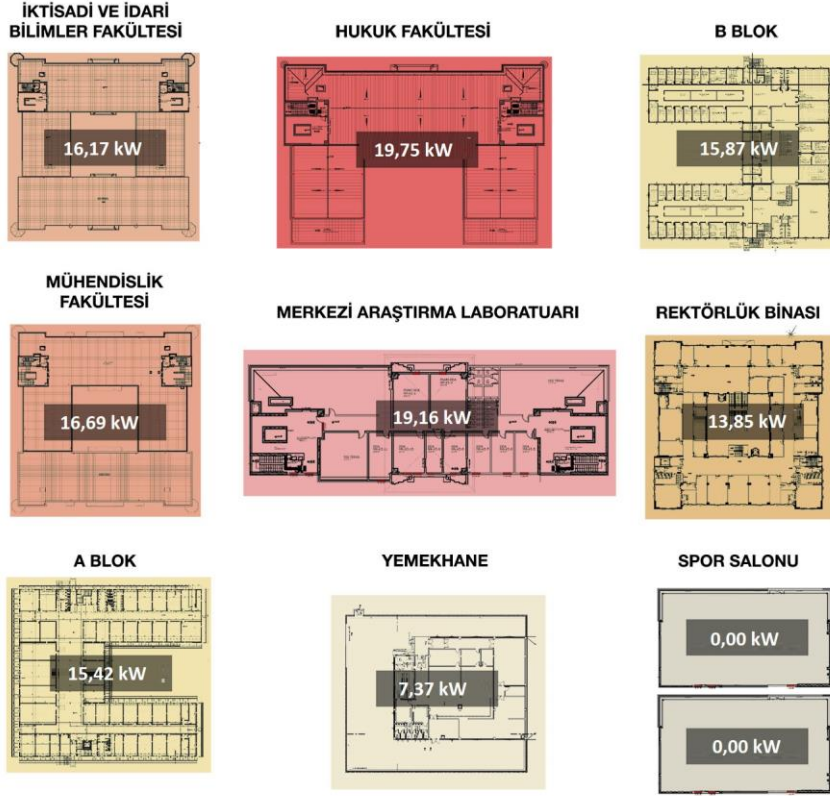 İKTİSADİ VE İDARİ
BİLİMLER FAKÜLTESİ
HUKUK FAKÜLTESİ
B BLOK
16,17 kW
19,75 kW
15,87 kW
MÜHENDİSLİK
FAKÜLTESİ
MERKEZİ ARAŞTIRMA LABORATUARI
REKTÖRLÜK BİNASI
16,69 kW
19,16 kW
13,85 kW
A BLOK
YEMEKHANE
SPOR SALONU
15,42 kW
7,37 kW
0,00 kW
0,00 kW